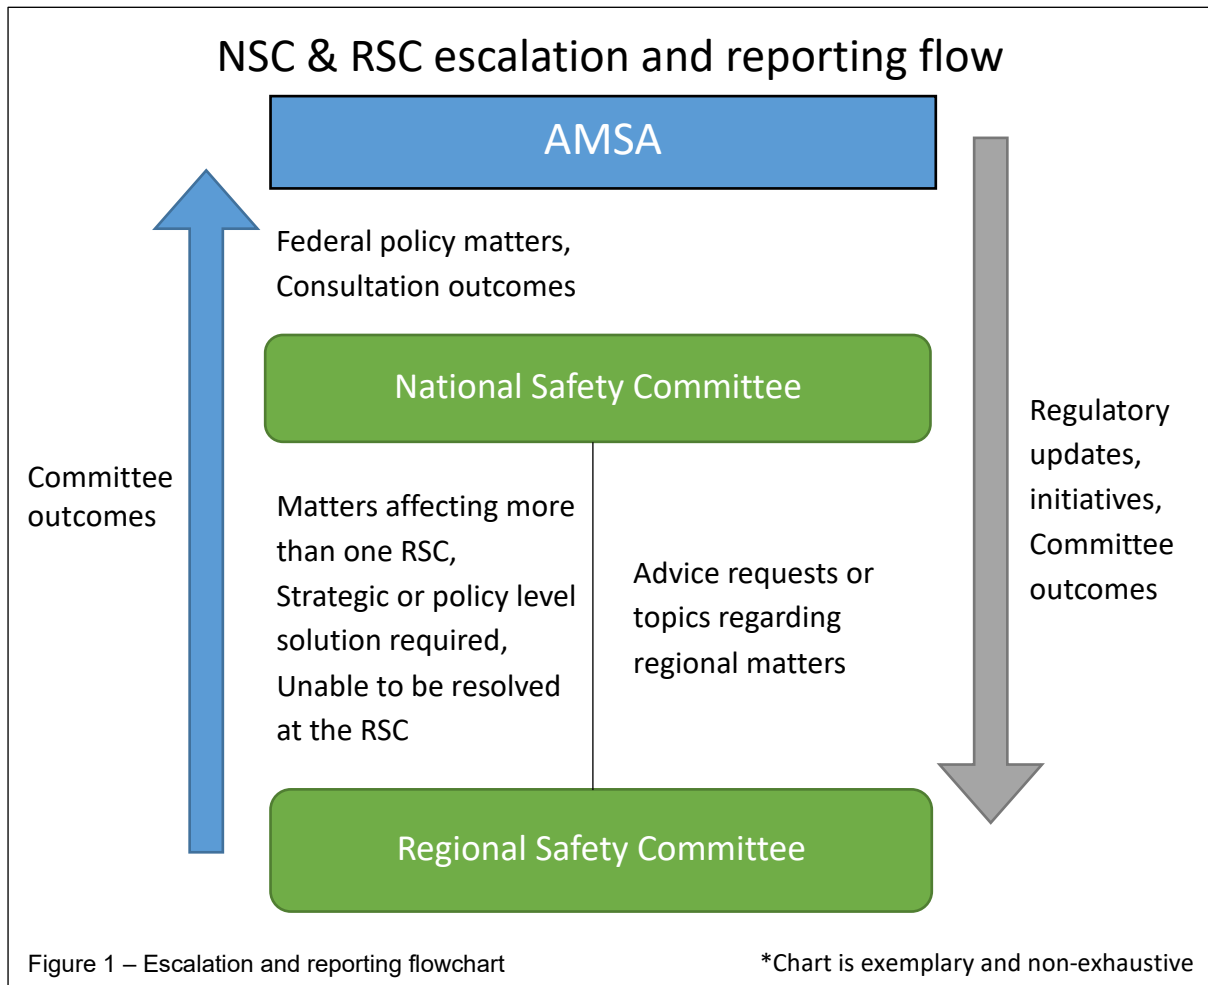 NSC & RSC escalation and reporting flow
AMSA
Federal policy matters,
Consultation outcomes
National Safety Committee
Committee
outcomes
Matters affecting more
than one RSC,
Strategic or policy level
solution required,
Unable to be resolved
at the RSC
Advice requests or
topics regarding
regional matters
Regulatory
updates,
initiatives,
Committee
outcomes
Regional Safety Committee
Figure 1 – Escalation and reporting flowchart
*Chart is exemplary and non-exhaustive